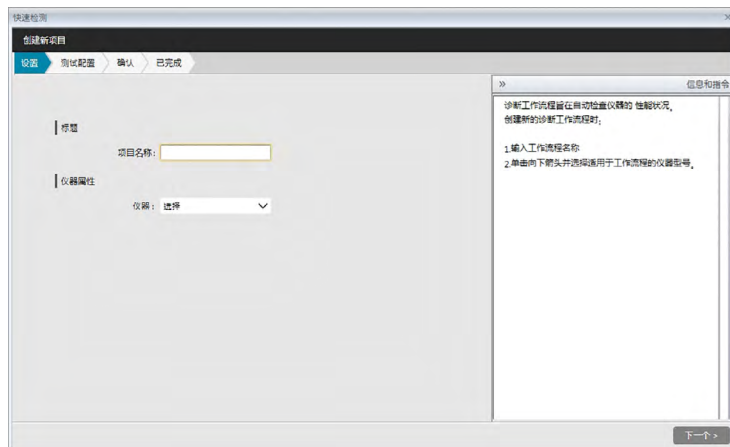 快速检测
创建新项目
设置 测试配置 确认 已完成
» 信息和指令
标题
项目名称:
仪器属性
仪器: 选择
诊断工作流程旨在自动检查仪器的 性能状况。
创建新的诊断工作流程时:
1.输入工作流程名称
2.单击向下箭头并选择适用于工作流程的仪器型号。
下一个 >